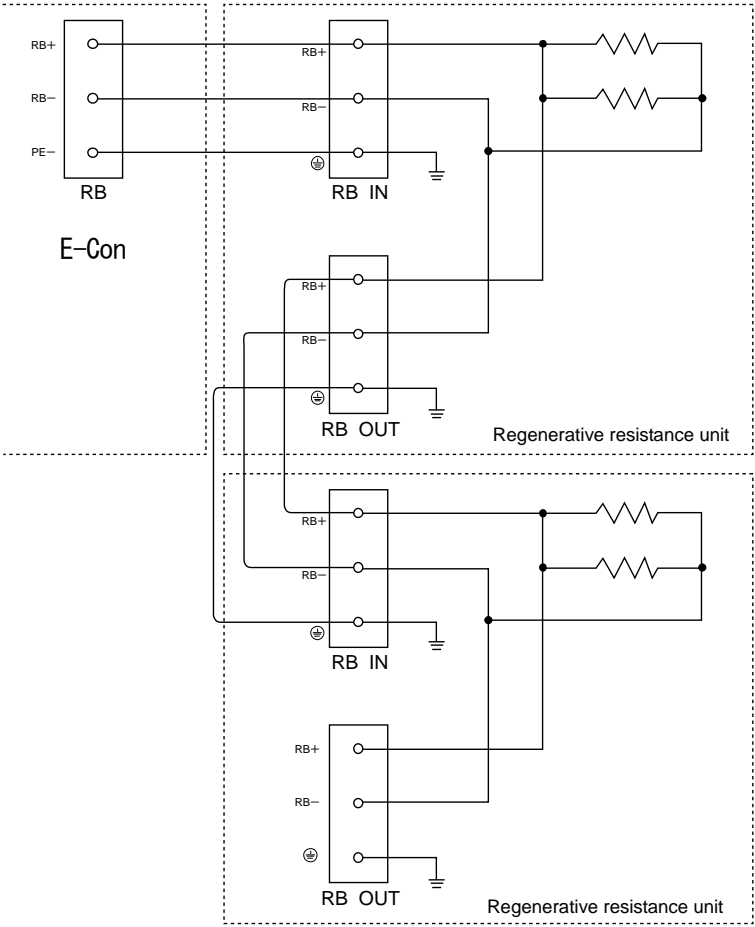 RB+
RB−
PE−
RB
E−Con
RB+
RB−
RB IN
RB+
RB−
RB OUT
Regenerative resistance unit
RB+
RB−
RB IN
RB+
RB−
RB OUT
Regenerative resistance unit